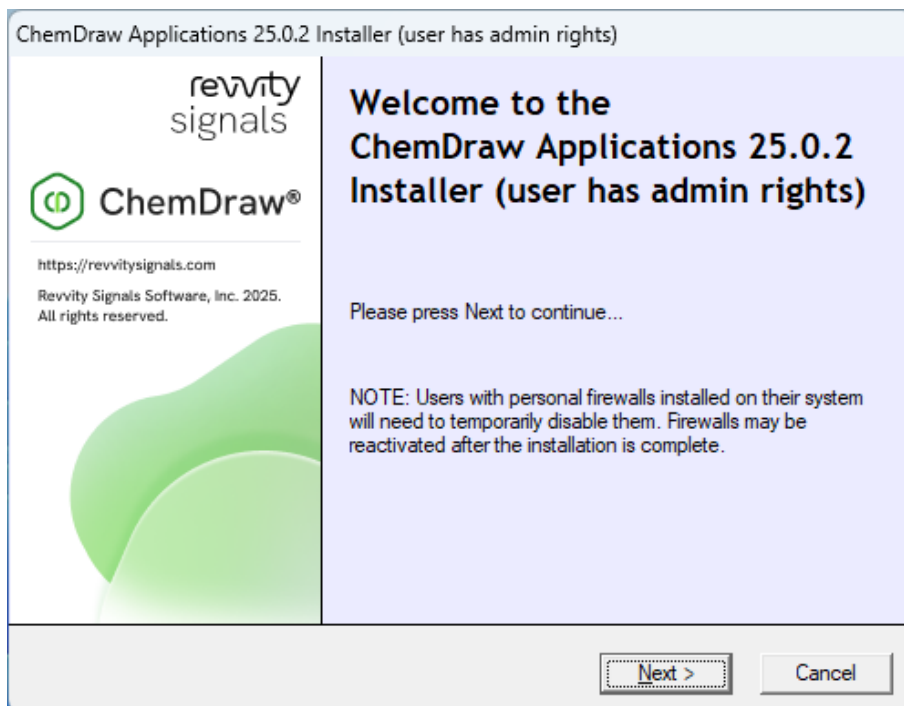 ChemDraw Applications 25.0.2 Installer (user has admin rights)
revvity
signals
ChemDraw®
https://revvitysignals.com
Revvity Signals Software, Inc. 2025.
All rights reserved.
Welcome to the
ChemDraw Applications 25.0.2
Installer (user has admin rights)
Please press Next to continue...
NOTE: Users with personal firewalls installed on their system
will need to temporarily disable them. Firewalls may be
reactivated after the installation is complete.
Next >
Cancel